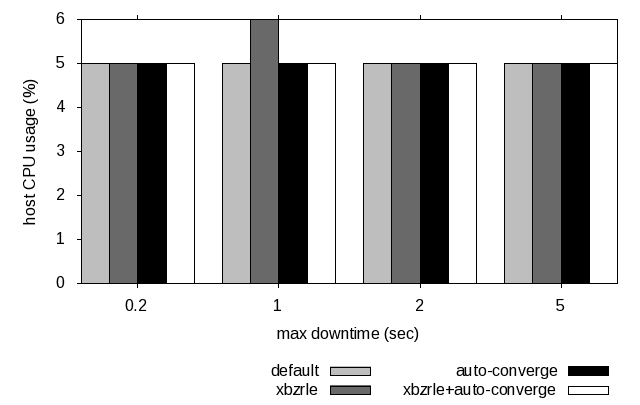 6
5
4
3
2
1
0
host CPU usage (%)
0.2 1 2 5
max downtime (sec)
default auto-converge
xbzrle xbzrle+auto-converge